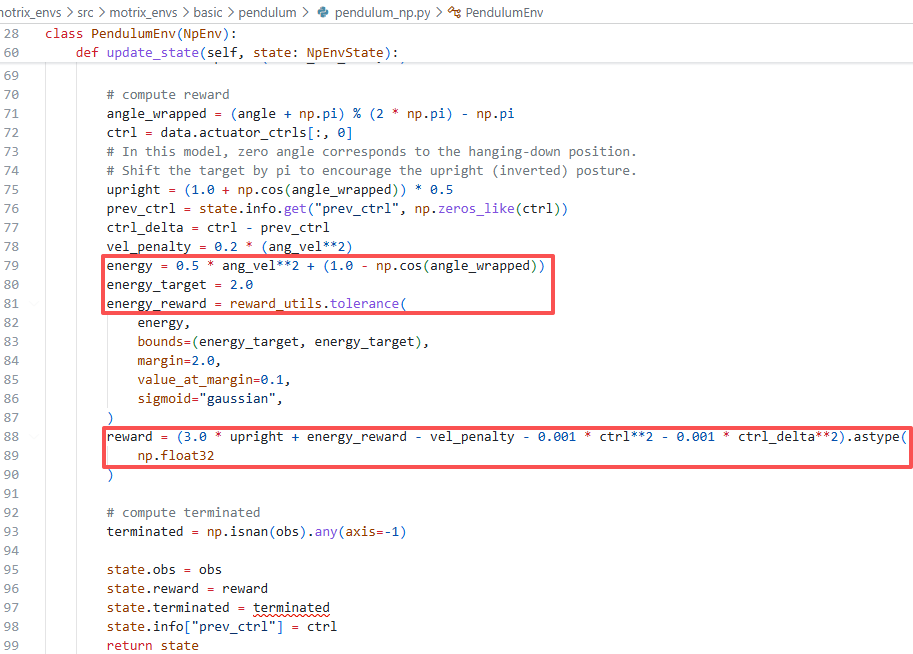 motrix_envs > src > motrix_envs > basic > pendulum > pendulum_np.py > PendulumEnv
28 class PendulumEnv(NpEnv):
60     def update_state(self, state: NpEnvState):
69
70         # compute reward
71         angle_wrapped = (angle + np.pi) % (2 * np.pi) - np.pi
72         ctrl = data.actuator_ctrls[:, 0]
73         # In this model, zero angle corresponds to the hanging-down position.
74         # Shift the target by pi to encourage the upright (inverted) posture.
75         upright = (1.0 + np.cos(angle_wrapped)) * 0.5
76         prev_ctrl = state.info.get("prev_ctrl", np.zeros_like(ctrl))
77         ctrl_delta = ctrl - prev_ctrl
78         vel_penalty = 0.2 * (ang_vel**2)
79         energy = 0.5 * ang_vel**2 + (1.0 - np.cos(angle_wrapped))
80         energy_target = 2.0
81         energy_reward = reward_utils.tolerance(
82             energy,
83             bounds=(energy_target, energy_target),
84             margin=2.0,
85             value_at_margin=0.1,
86             sigmoid="gaussian",
87         )
88         reward = (3.0 * upright + energy_reward - vel_penalty - 0.001 * ctrl**2 - 0.001 * ctrl_delta**2).astype(
89             np.float32
90         )
91
92         # compute terminated
93         terminated = np.isnan(obs).any(axis=-1)
94
95         state.obs = obs
96         state.reward = reward
97         state.terminated = terminated
98         state.info["prev_ctrl"] = ctrl
99         return state